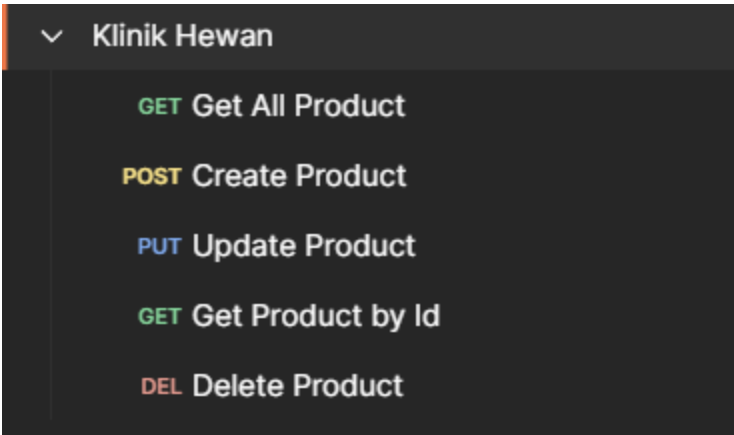 Klinik Hewan
GET Get All Product
POST Create Product
PUT Update Product
GET Get Product by Id
DEL Delete Product